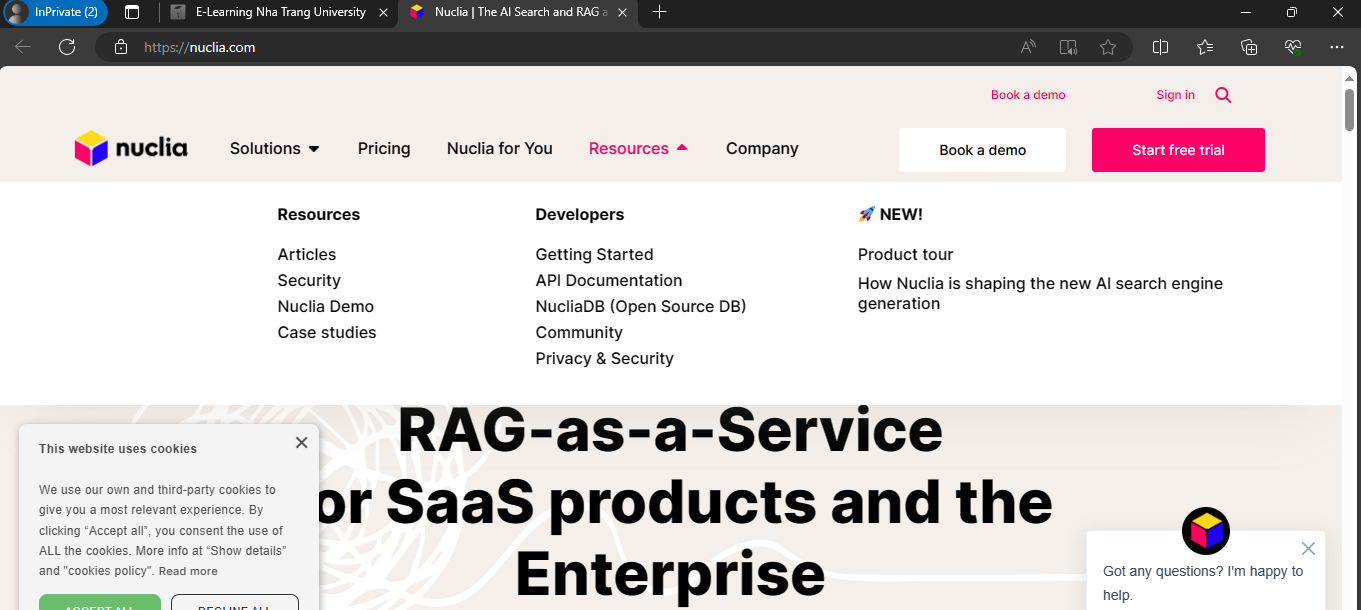 InPrivate (2)
E-Learning Nha Trang University
Nuclia | The AI Search and RAG a
https://nuclia.com
Book a demo
Sign in
nuclia
Solutions
Pricing
Nuclia for You
Resources
Company
Book a demo
Start free trial
Resources
Articles
Security
Nuclia Demo
Case studies
Developers
Getting Started
API Documentation
NucliaDB (Open Source DB)
Community
Privacy & Security
🚀 NEW!
Product tour
How Nuclia is shaping the new AI search engine
generation
RAG-as-a-Service
or SaaS products and the
Enterprise
This website uses cookies
We use our own and third-party cookies to
give you a most relevant experience. By
clicking “Accept all”, you consent the use of
ALL the cookies. More info at “Show details”
and "cookies policy". Read more
ACCEPT ALL
DECLINE ALL
Got any questions? I'm happy to
help.